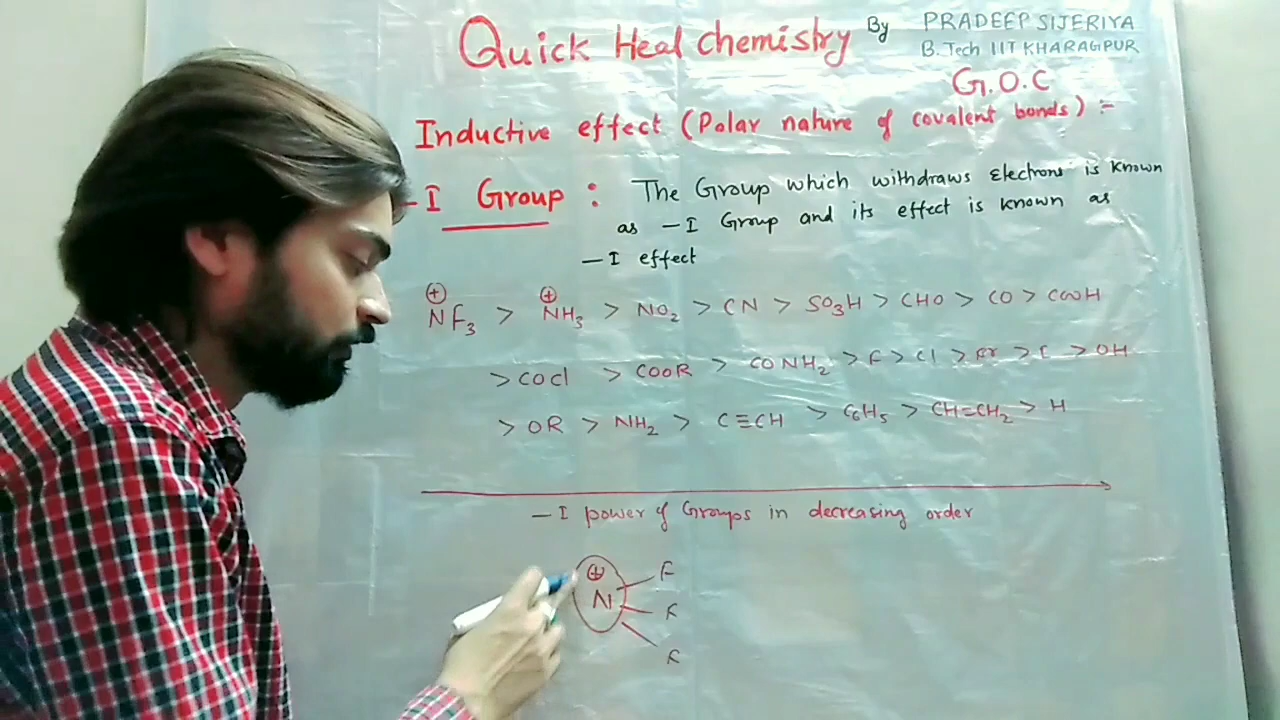 Quick Heal Chemistry By PRADEEP SIJERIYA
B.Tech IIT KHARAGPUR
G.O.C
Inductive effect (Polar nature of covalent bonds) :-
-I Group : The Group which withdraws electrons is known
as -I Group and its effect is known as
-I effect
⊕NF₃ > ⊕NH₃ > NO₂ > CN > SO₃H > CHO > CO > COOH
> COCl > COOR > CONH₂ > F > Cl > Br > I > OH
> OR > NH₂ > C≡CH > C₆H₅ > CH=CH₂ > H
-I power of Groups in decreasing order
⊕ F
N F
F